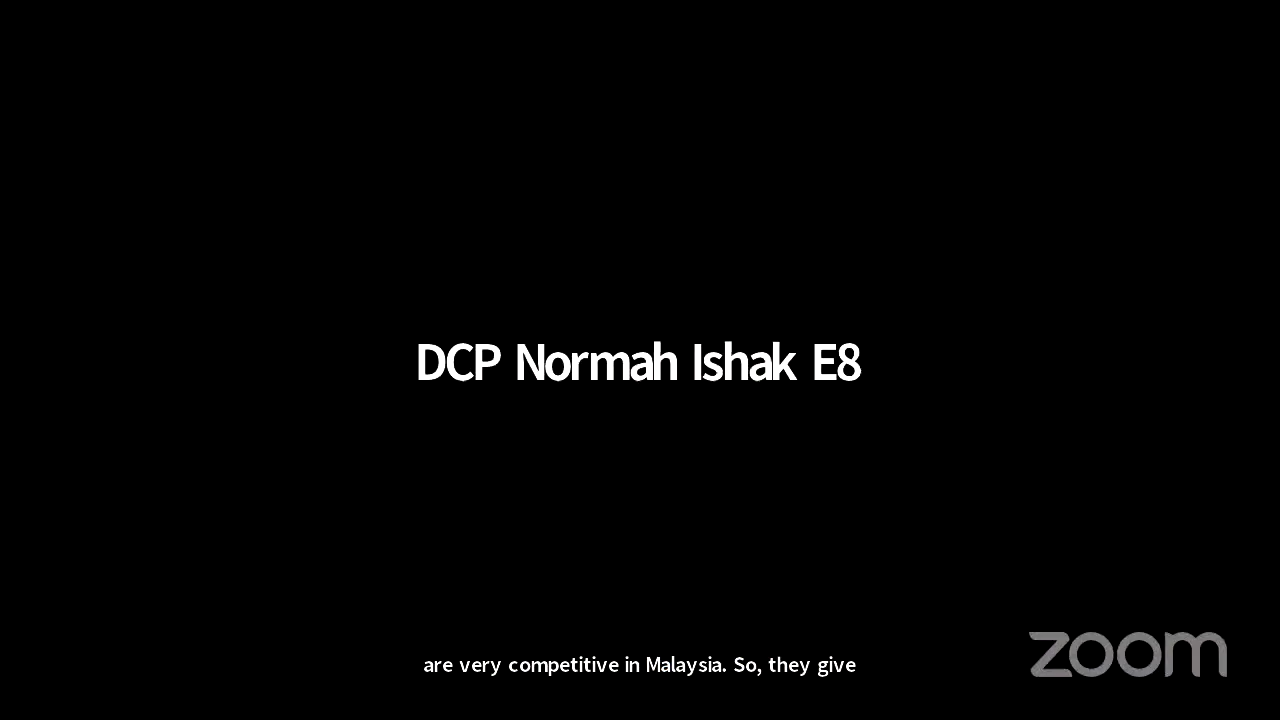 DCP Normah Ishak E8
are very competitive in Malaysia. So, they give
zoom